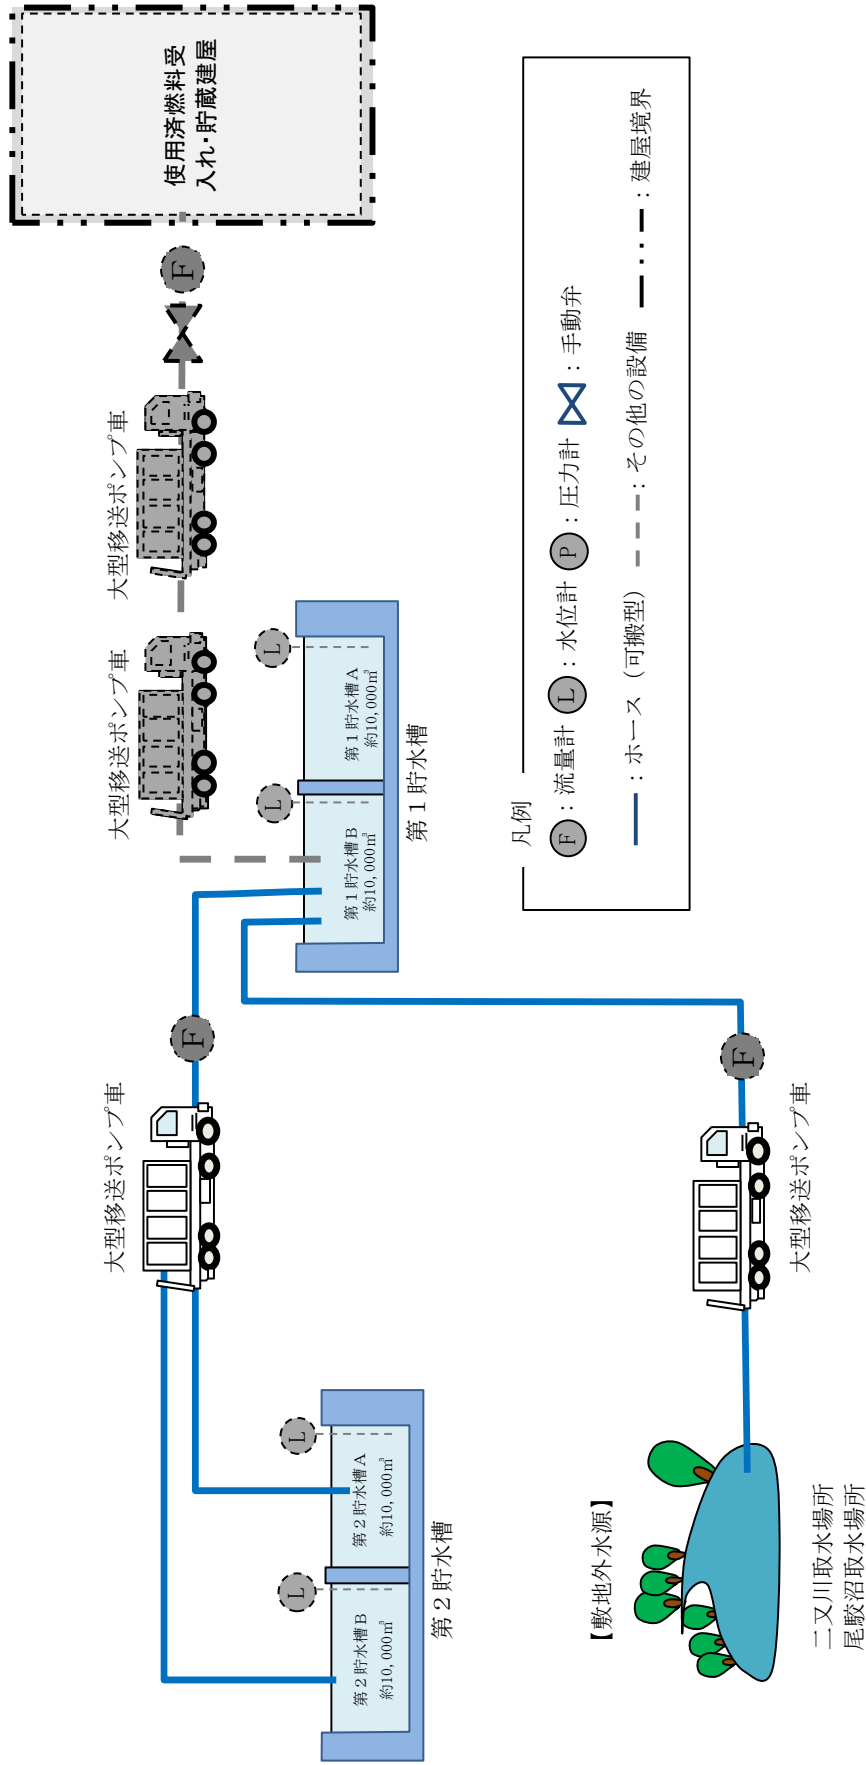 使用済燃料受
入れ・貯蔵建屋
F
大型移送ポンプ車
大型移送ポンプ車
L
L
第１貯水槽Ａ
約10,000㎥
第１貯水槽Ｂ
約10,000㎥
第１貯水槽
F
大型移送ポンプ車
L
L
第２貯水槽Ａ
約10,000㎥
第２貯水槽Ｂ
約10,000㎥
第２貯水槽
F
大型移送ポンプ車
【敷地外水源】
二又川取水場所
尾駮沼取水場所
凡例
F：流量計 L：水位計 P：圧力計 ：手動弁
：ホース（可搬型） ：その他の設備 ：建屋境界